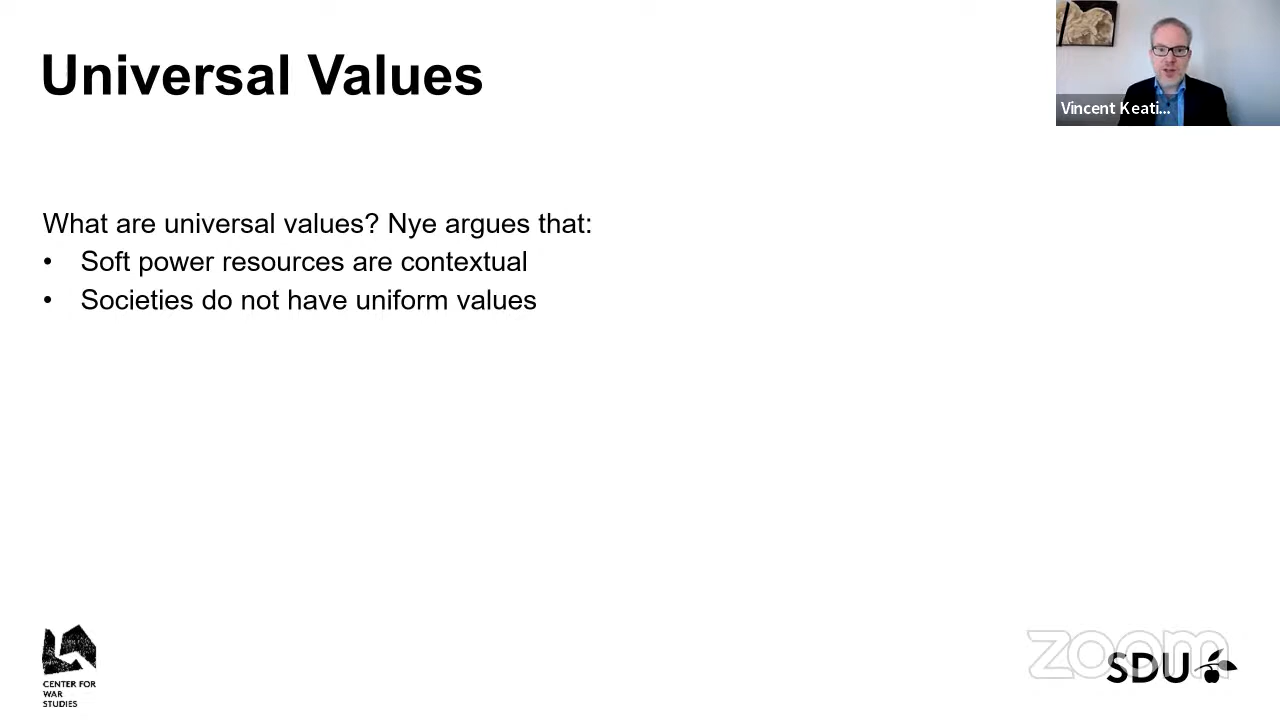 Universal Values
Vincent Keati...
What are universal values? Nye argues that:
• Soft power resources are contextual
• Societies do not have uniform values
CENTER FOR
WAR
STUDIES
zoom
SDU